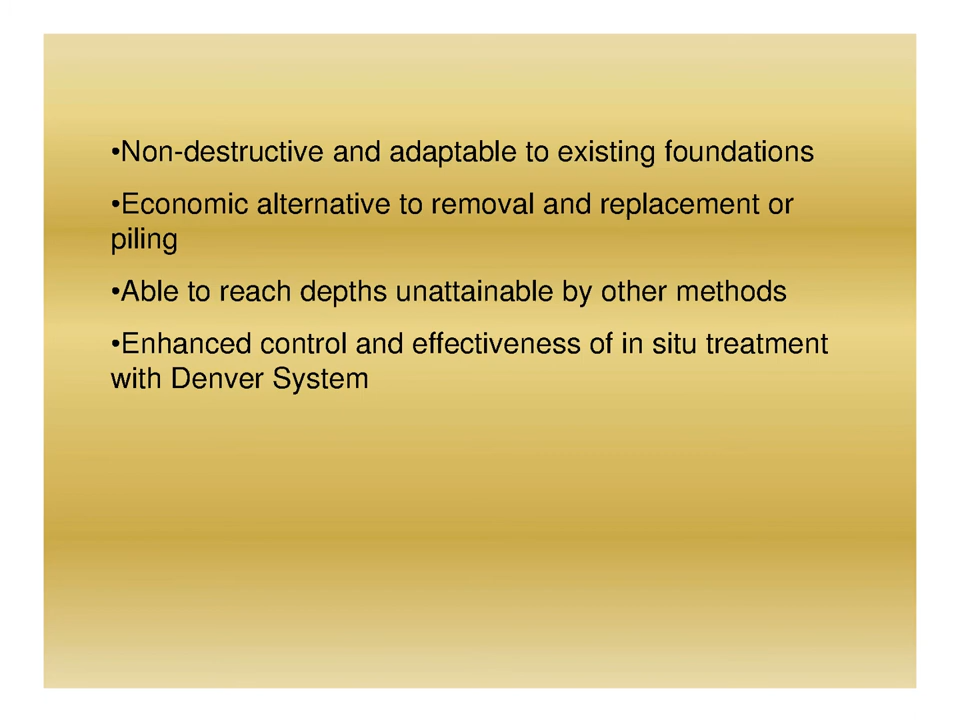 •Non-destructive and adaptable to existing foundations
•Economic alternative to removal and replacement or
piling
•Able to reach depths unattainable by other methods
•Enhanced control and effectiveness of in situ treatment
with Denver System